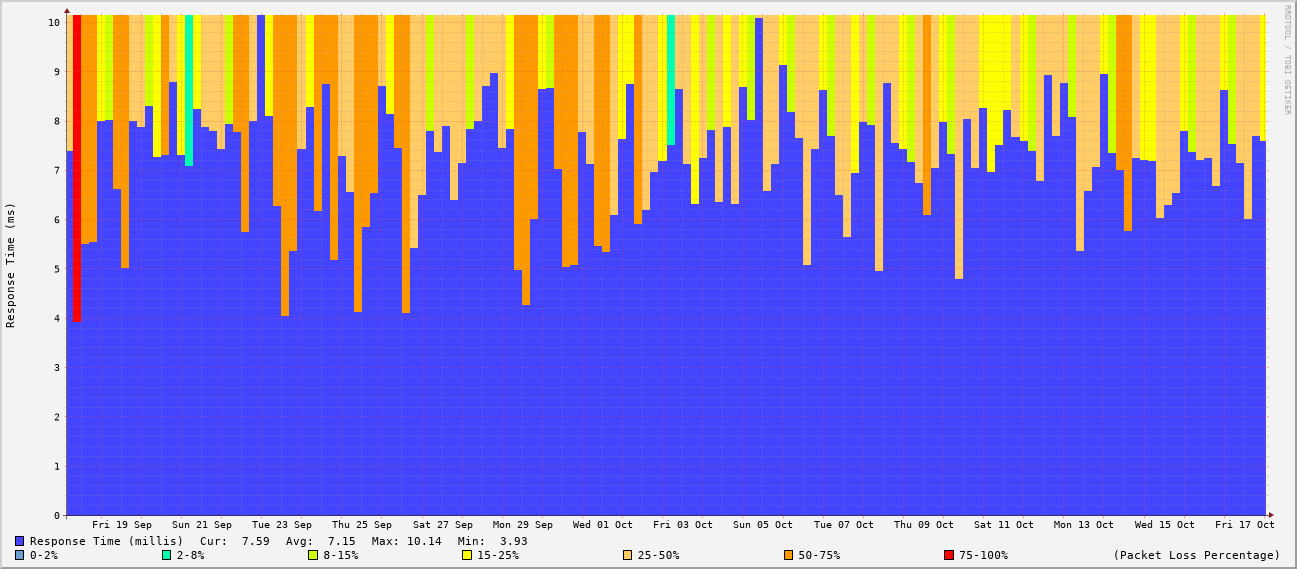 RRDTOOL / TOBI OETIKER
Response Time (ms)
10
9
8
7
6
5
4
3
2
1
0
Fri 19 Sep Sun 21 Sep Tue 23 Sep Thu 25 Sep Sat 27 Sep Mon 29 Sep Wed 01 Oct Fri 03 Oct Sun 05 Oct Tue 07 Oct Thu 09 Oct Sat 11 Oct Mon 13 Oct Wed 15 Oct Fri 17 Oct
Response Time (millis) Cur: 7.59 Avg: 7.15 Max: 10.14 Min: 3.93
0-2% 2-8% 8-15% 15-25% 25-50% 50-75% 75-100% (Packet Loss Percentage)